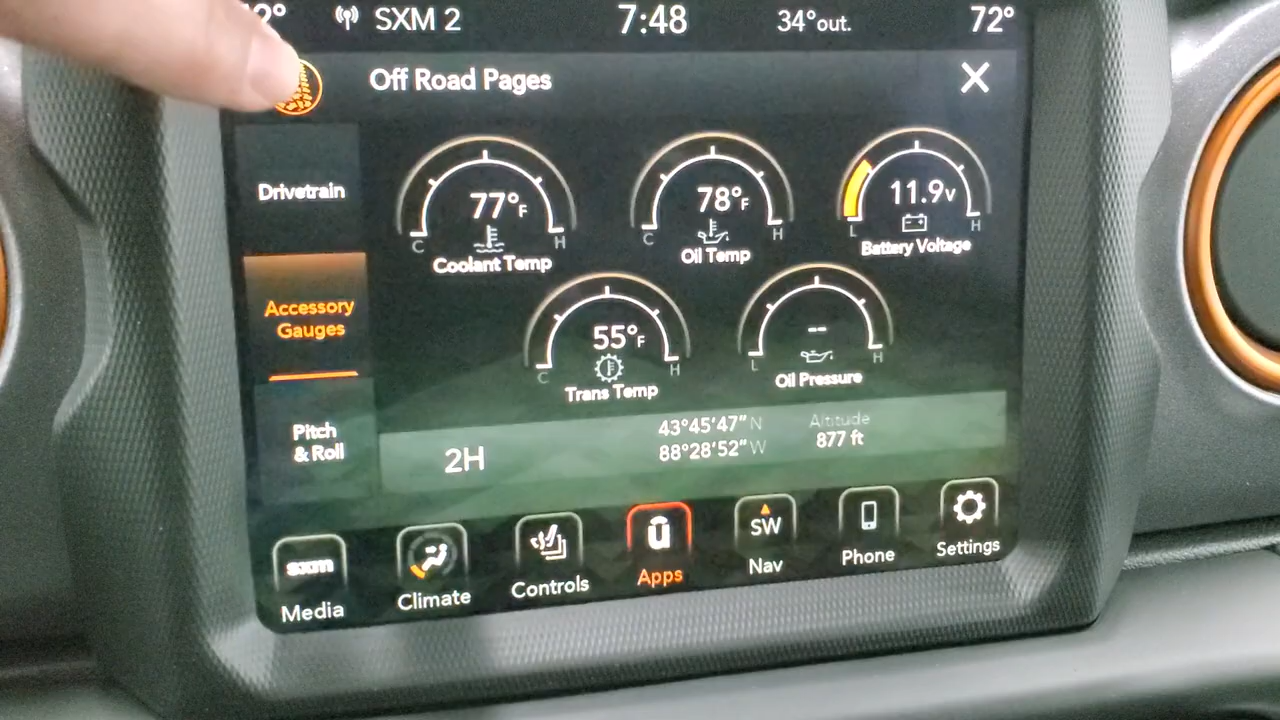 2° SXM 2 7:48 34°out. 72°
Off Road Pages X
Drivetrain
Accessory
Gauges
Pitch
& Roll
77°F
C H
Coolant Temp
78°F
C H
Oil Temp
11.9v
L H
Battery Voltage
55°F
C H
Trans Temp
--
L H
Oil Pressure
2H
43°45'47" N
88°28'52" W
Altitude
877 ft
sxm
Media
Climate
Controls
ū
Apps
SW
Nav
Phone
Settings